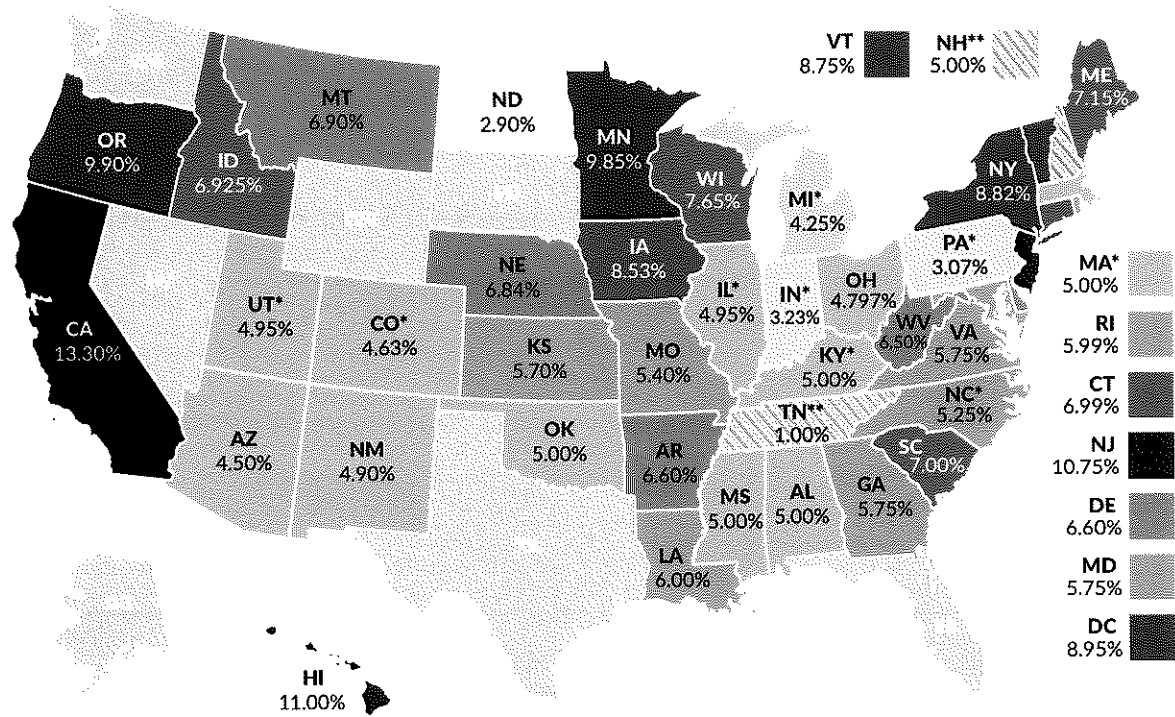 VT
8.75%
NH**
5.00%
ME
7.15%
MT
6.90%
ND
2.90%
MN
9.85%
OR
9.90%
ID
6.925%
WI
7.65%
NY
8.82%
MI*
4.25%
PA*
3.07%
IA
8.53%
NE
6.84%
MA*
5.00%
UT*
4.95%
CO*
4.63%
IL*
4.95%
IN*
3.23%
OH
4.797%
RI
5.99%
CA
13.30%
KS
5.70%
MO
5.40%
KY*
5.00%
WV
6.50%
VA
5.75%
CT
6.99%
NC*
5.25%
TN**
1.00%
AZ
4.50%
NM
4.90%
OK
5.00%
AR
6.60%
SC
7.00%
NJ
10.75%
MS
5.00%
AL
5.00%
GA
5.75%
DE
6.60%
LA
6.00%
MD
5.75%
DC
8.95%
HI
11.00%